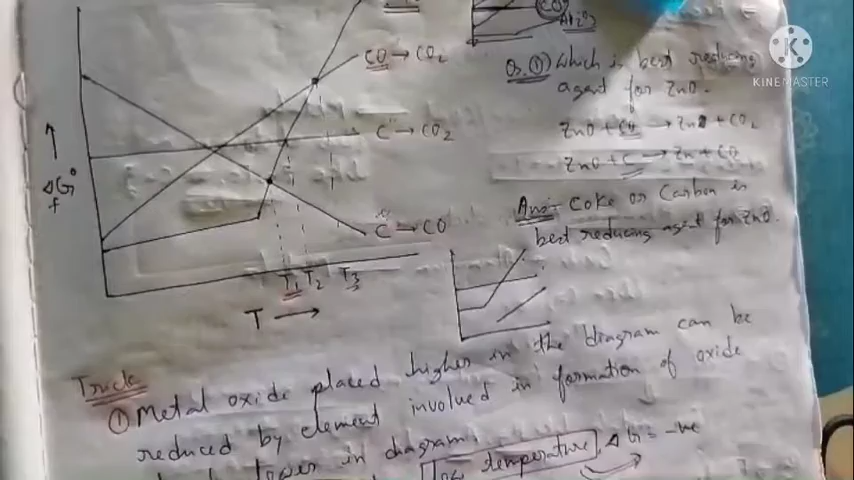 CO → CO₂
C → CO₂
C → CO
ΔG°f
T₁ T₂ T₃
T →
Al₂O₃
KINEMASTER
Q.① Which is best reducing
agent for ZnO.
ZnO + CO → Zn + CO₂
ZnO + C → Zn + CO
Ans:- Coke or Carbon is
best reducing agent for ZnO.
Trick
① Metal oxide placed higher in the diagram can be
reduced by element involved in formation of oxide
lower in diagram.
temperature, ΔG = -ve